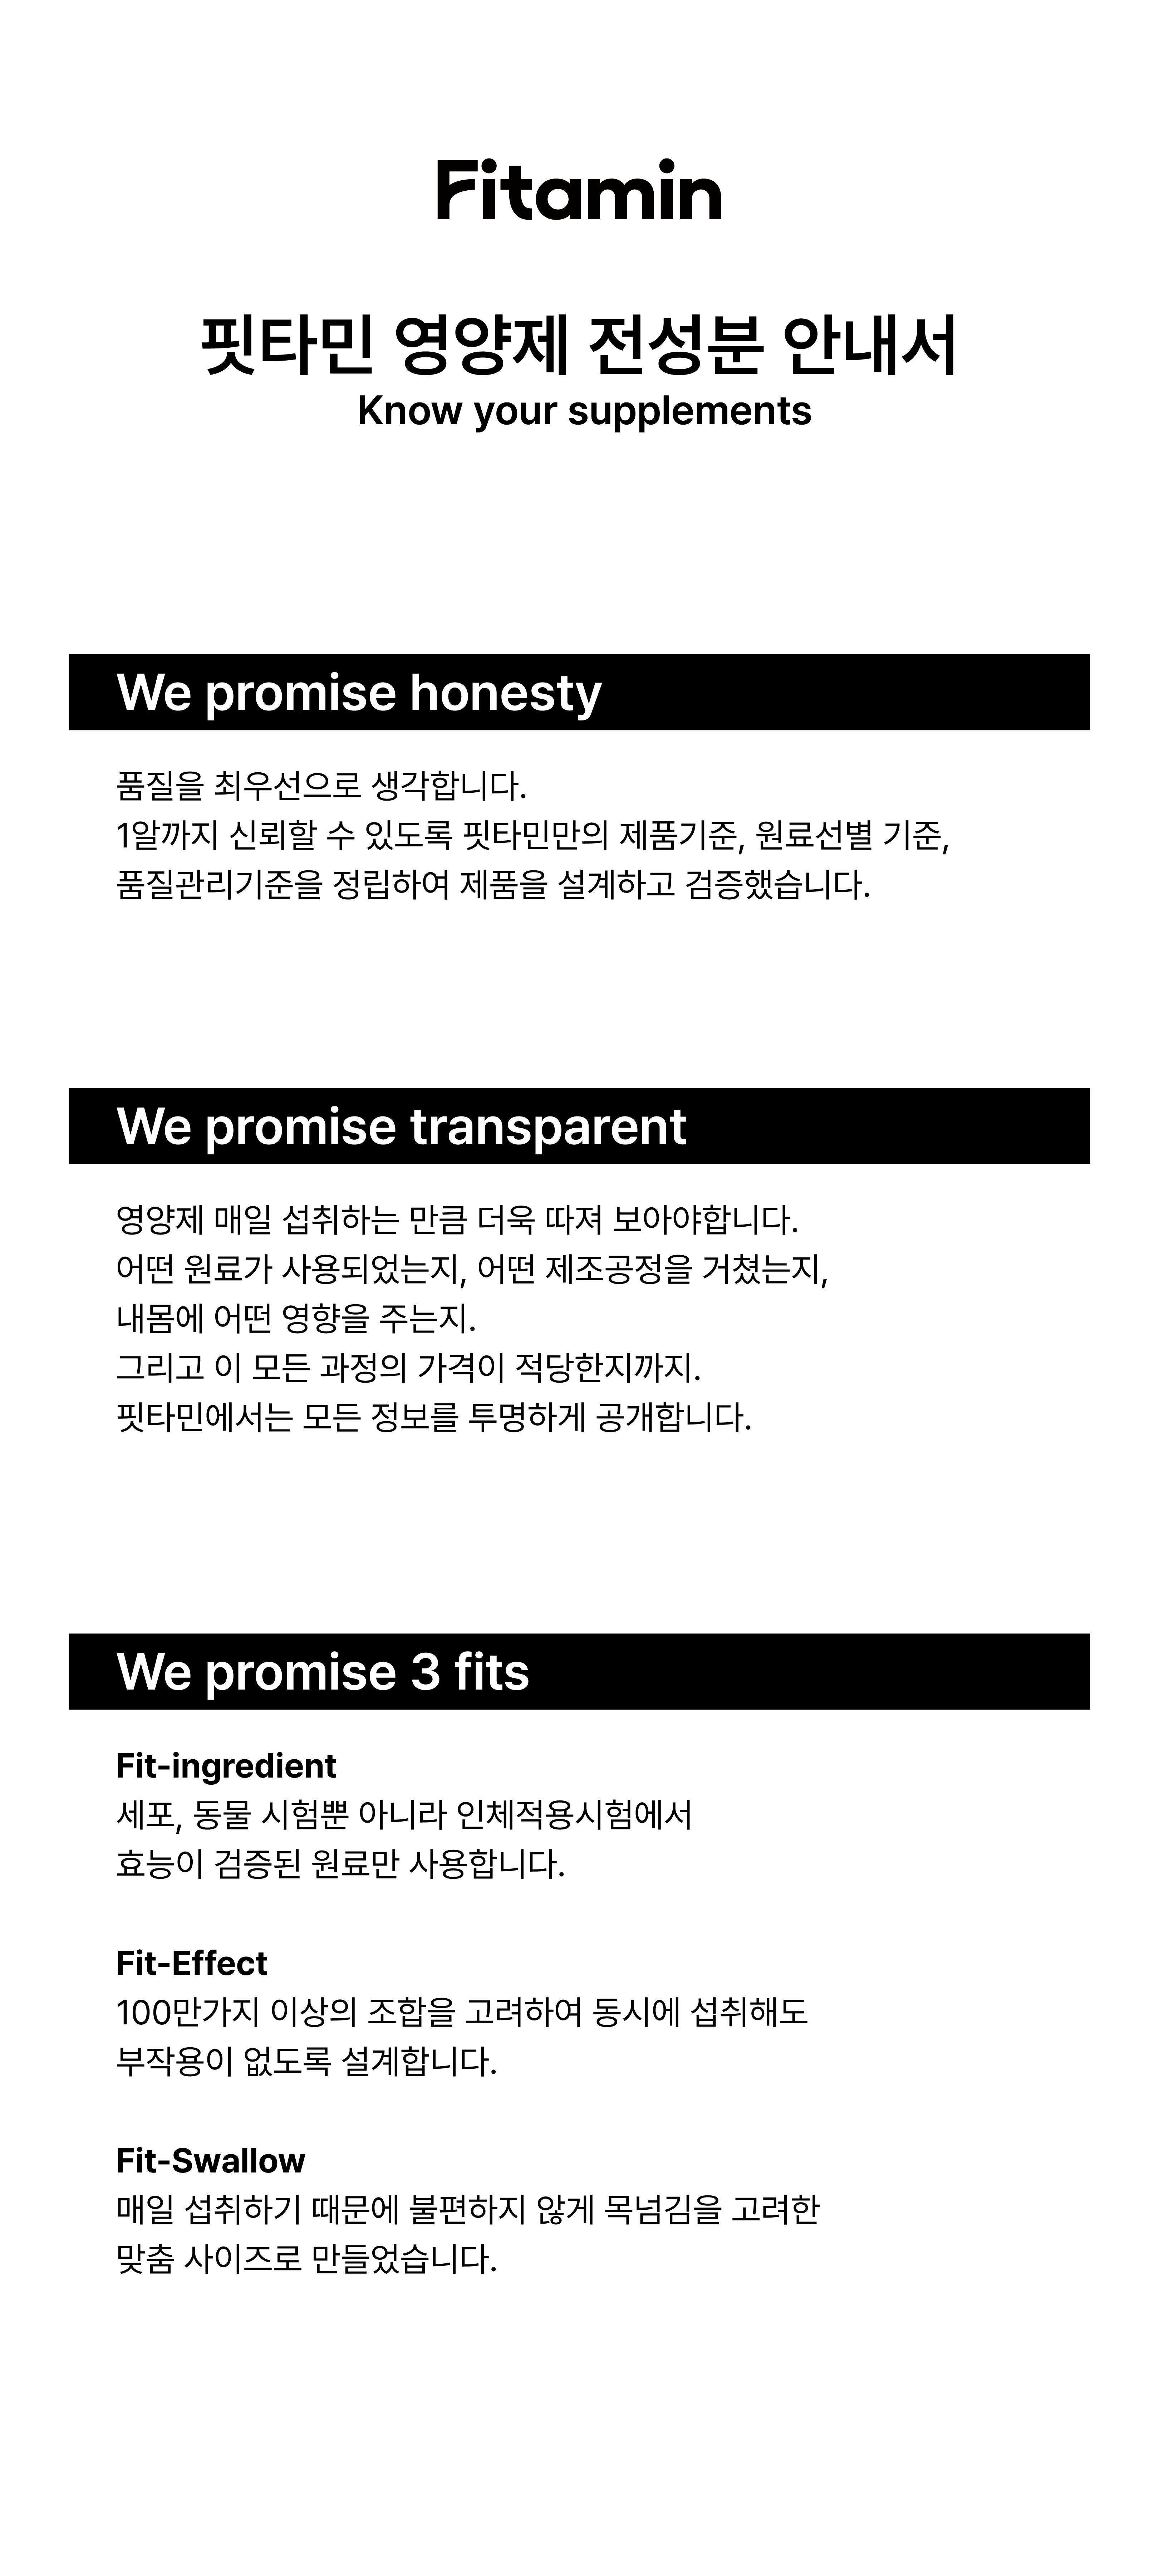 Fitamin
핏타민 영양제 전성분 안내서
Know your supplements
We promise honesty
품질을 최우선으로 생각합니다.
1알까지 신뢰할 수 있도록 핏타민만의 제품기준, 원료선별 기준,
품질관리기준을 정립하여 제품을 설계하고 검증했습니다.
We promise transparent
영양제 매일 섭취하는 만큼 더욱 따져 보아야합니다.
어떤 원료가 사용되었는지, 어떤 제조공정을 거쳤는지,
내몸에 어떤 영향을 주는지.
그리고 이 모든 과정의 가격이 적당한지까지.
핏타민에서는 모든 정보를 투명하게 공개합니다.
We promise 3 fits
Fit-ingredient
세포, 동물 시험뿐 아니라 인체적용시험에서
효능이 검증된 원료만 사용합니다.
Fit-Effect
100만가지 이상의 조합을 고려하여 동시에 섭취해도
부작용이 없도록 설계합니다.
Fit-Swallow
매일 섭취하기 때문에 불편하지 않게 목넘김을 고려한
맞춤 사이즈로 만들었습니다.